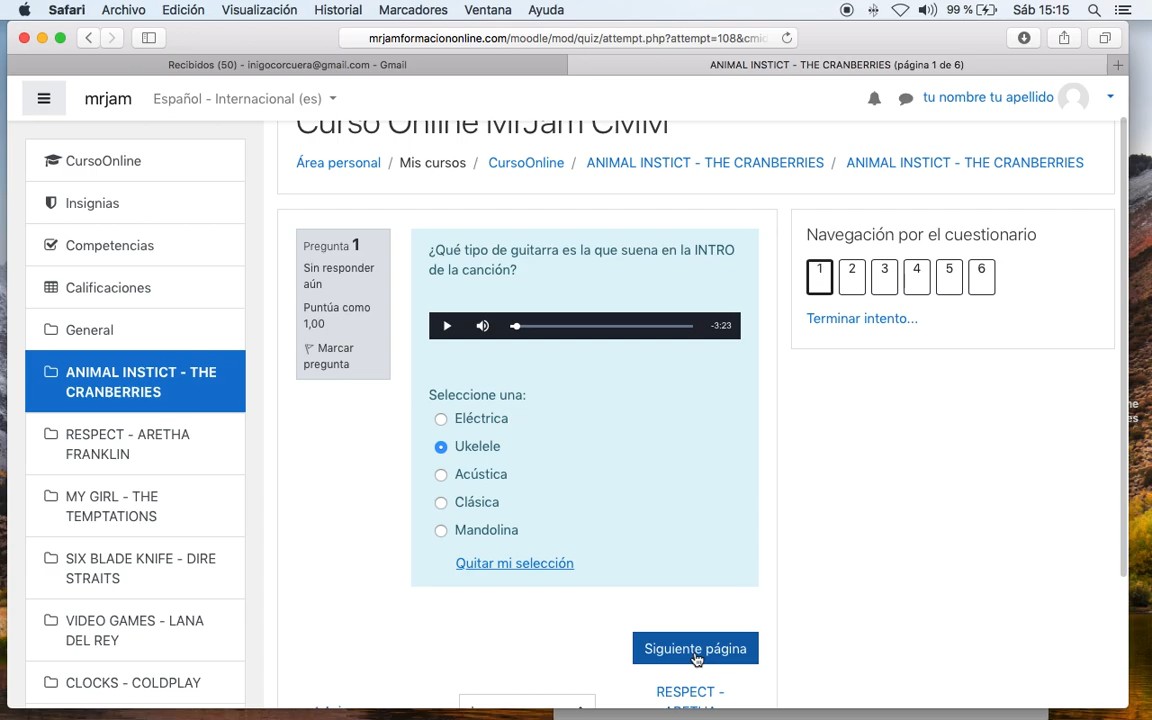 Safari Archivo Edición Visualización Historial Marcadores Ventana Ayuda 99 % Sáb 15:15
mrjamformaciononline.com/moodle/mod/quiz/attempt.php?attempt=108&cmid
Recibidos (50) - inigocorcuera@gmail.com - Gmail
ANIMAL INSTICT - THE CRANBERRIES (página 1 de 6)
mrjam Español - Internacional (es) tu nombre tu apellido
Curso Online MrJam CMMM
Área personal / Mis cursos / CursoOnline / ANIMAL INSTICT - THE CRANBERRIES / ANIMAL INSTICT - THE CRANBERRIES
CursoOnline
Insignias
Competencias
Calificaciones
General
ANIMAL INSTICT - THE
CRANBERRIES
RESPECT - ARETHA
FRANKLIN
MY GIRL - THE
TEMPTATIONS
SIX BLADE KNIFE - DIRE
STRAITS
VIDEO GAMES - LANA
DEL REY
CLOCKS - COLDPLAY
Pregunta 1
Sin responder
aún
Puntúa como
1,00
Marcar
pregunta
¿Qué tipo de guitarra es la que suena en la INTRO
de la canción?
-3:23
Seleccione una:
Eléctrica
Ukelele
Acústica
Clásica
Mandolina
Quitar mi selección
Siguiente página
RESPECT -
Navegación por el cuestionario
1 2 3 4 5 6
Terminar intento...